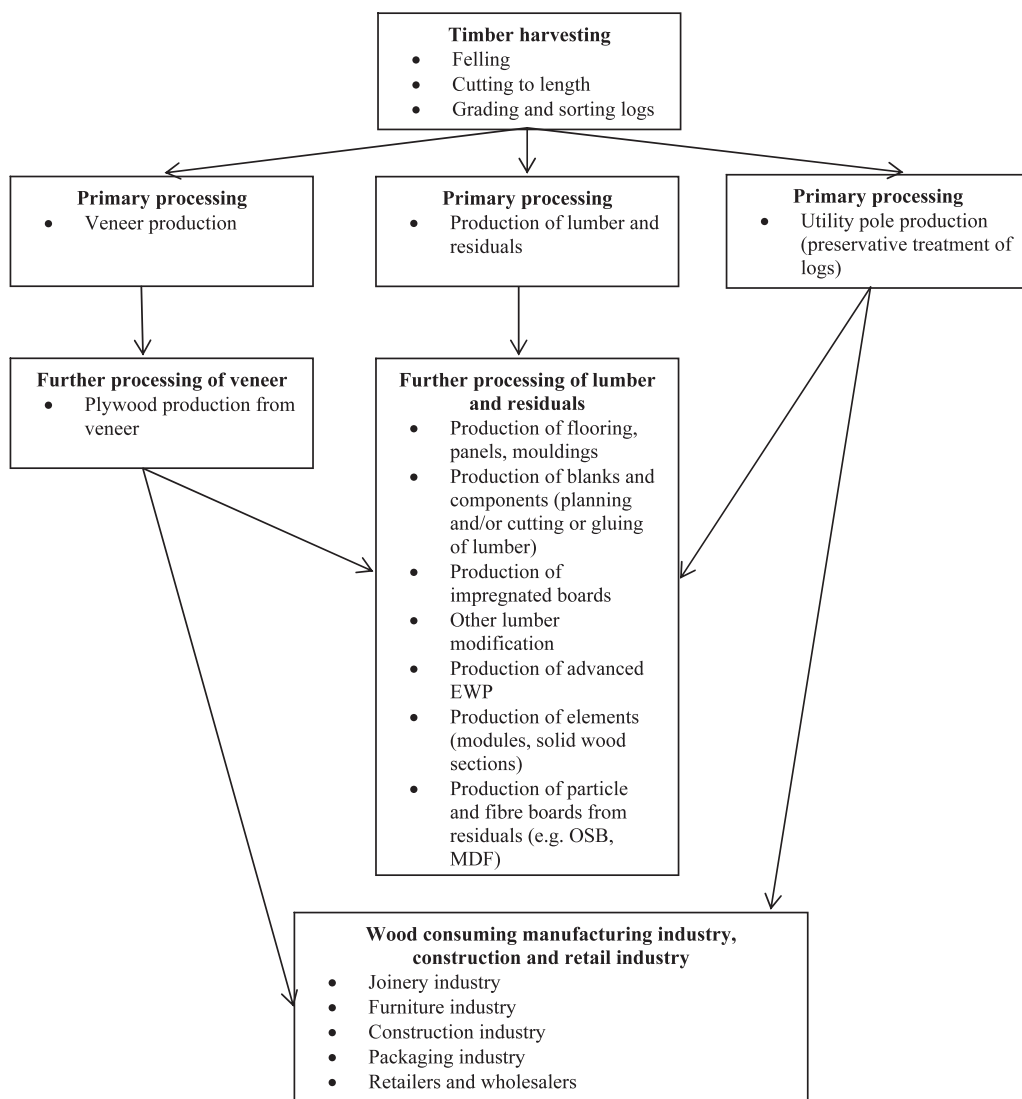 Timber harvesting
• Felling
• Cutting to length
• Grading and sorting logs
Primary processing
• Veneer production
Primary processing
• Production of lumber and
residuals
Primary processing
• Utility pole production
(preservative treatment of
logs)
Further processing of veneer
• Plywood production from
veneer
Further processing of lumber
and residuals
• Production of flooring,
panels, mouldings
• Production of blanks and
components (planning
and/or cutting or gluing
of lumber)
• Production of
impregnated boards
• Other lumber
modification
• Production of advanced
EWP
• Production of elements
(modules, solid wood
sections)
• Production of particle
and fibre boards from
residuals (e.g. OSB,
MDF)
Wood consuming manufacturing industry,
construction and retail industry
• Joinery industry
• Furniture industry
• Construction industry
• Packaging industry
• Retailers and wholesalers